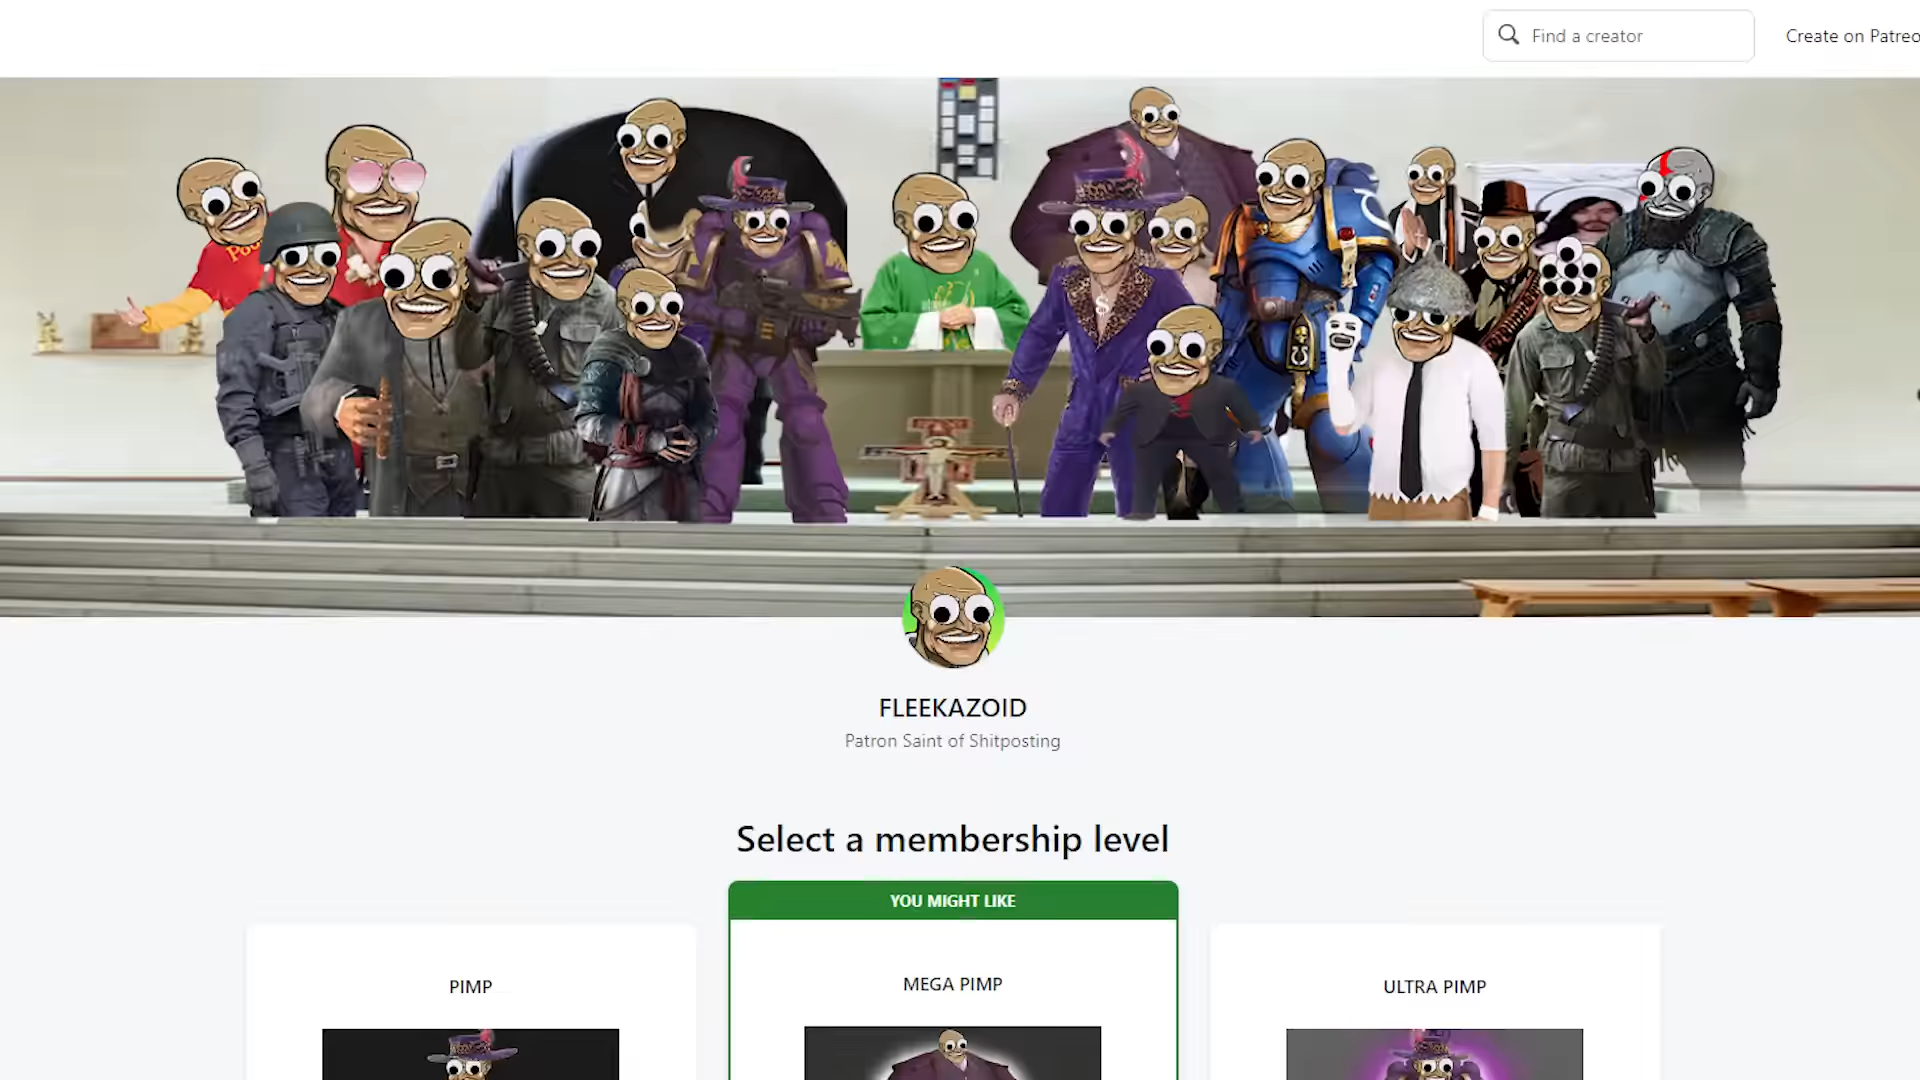 Find a creator
Create on Patreo
Poo
FLEEKAZOID
Patron Saint of Shitposting
Select a membership level
YOU MIGHT LIKE
PIMP
MEGA PIMP
ULTRA PIMP